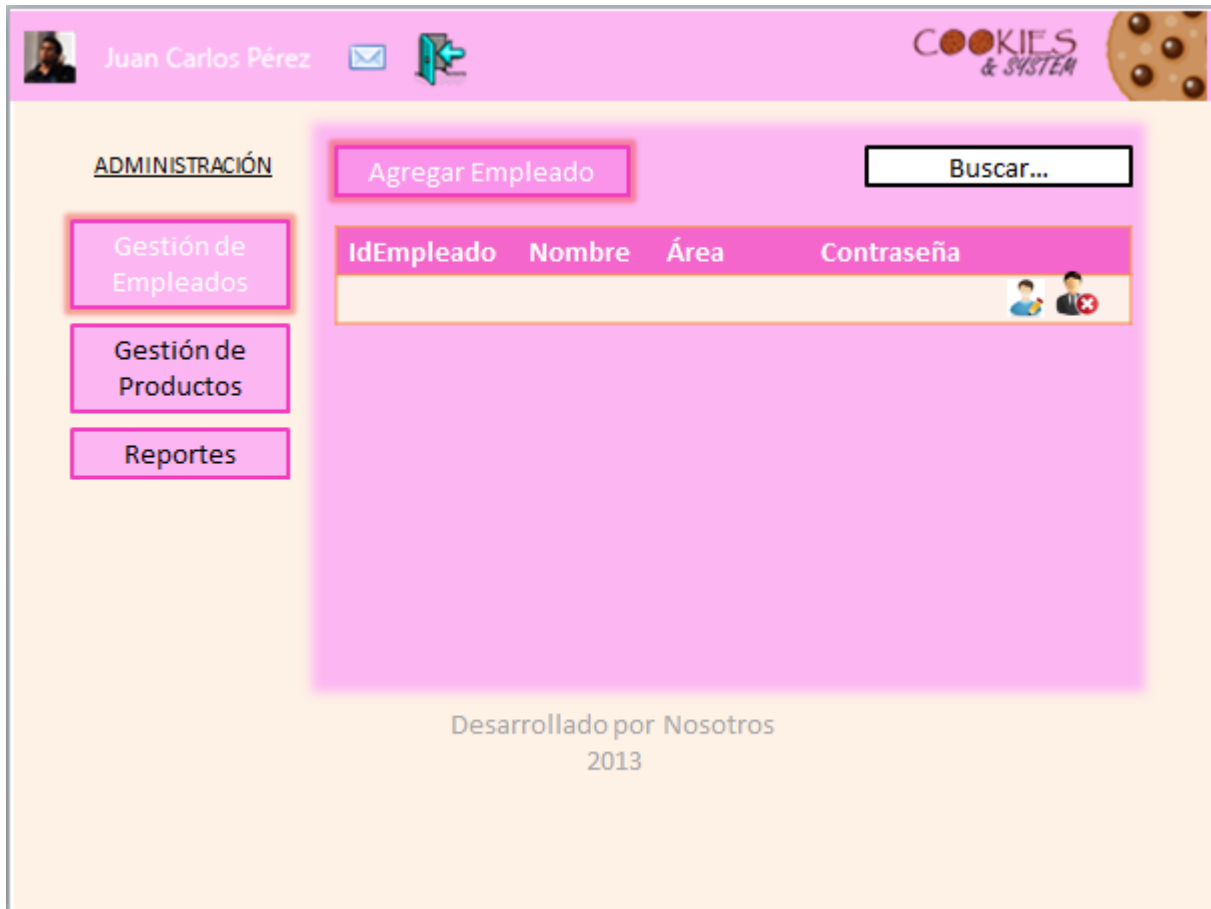 Juan Carlos Pérez
COOKIES
& SYSTEM
ADMINISTRACIÓN
Agregar Empleado
Buscar...
Gestión de
Empleados
IdEmpleado Nombre Área Contraseña
Gestión de
Productos
Reportes
Desarrollado por Nosotros
2013